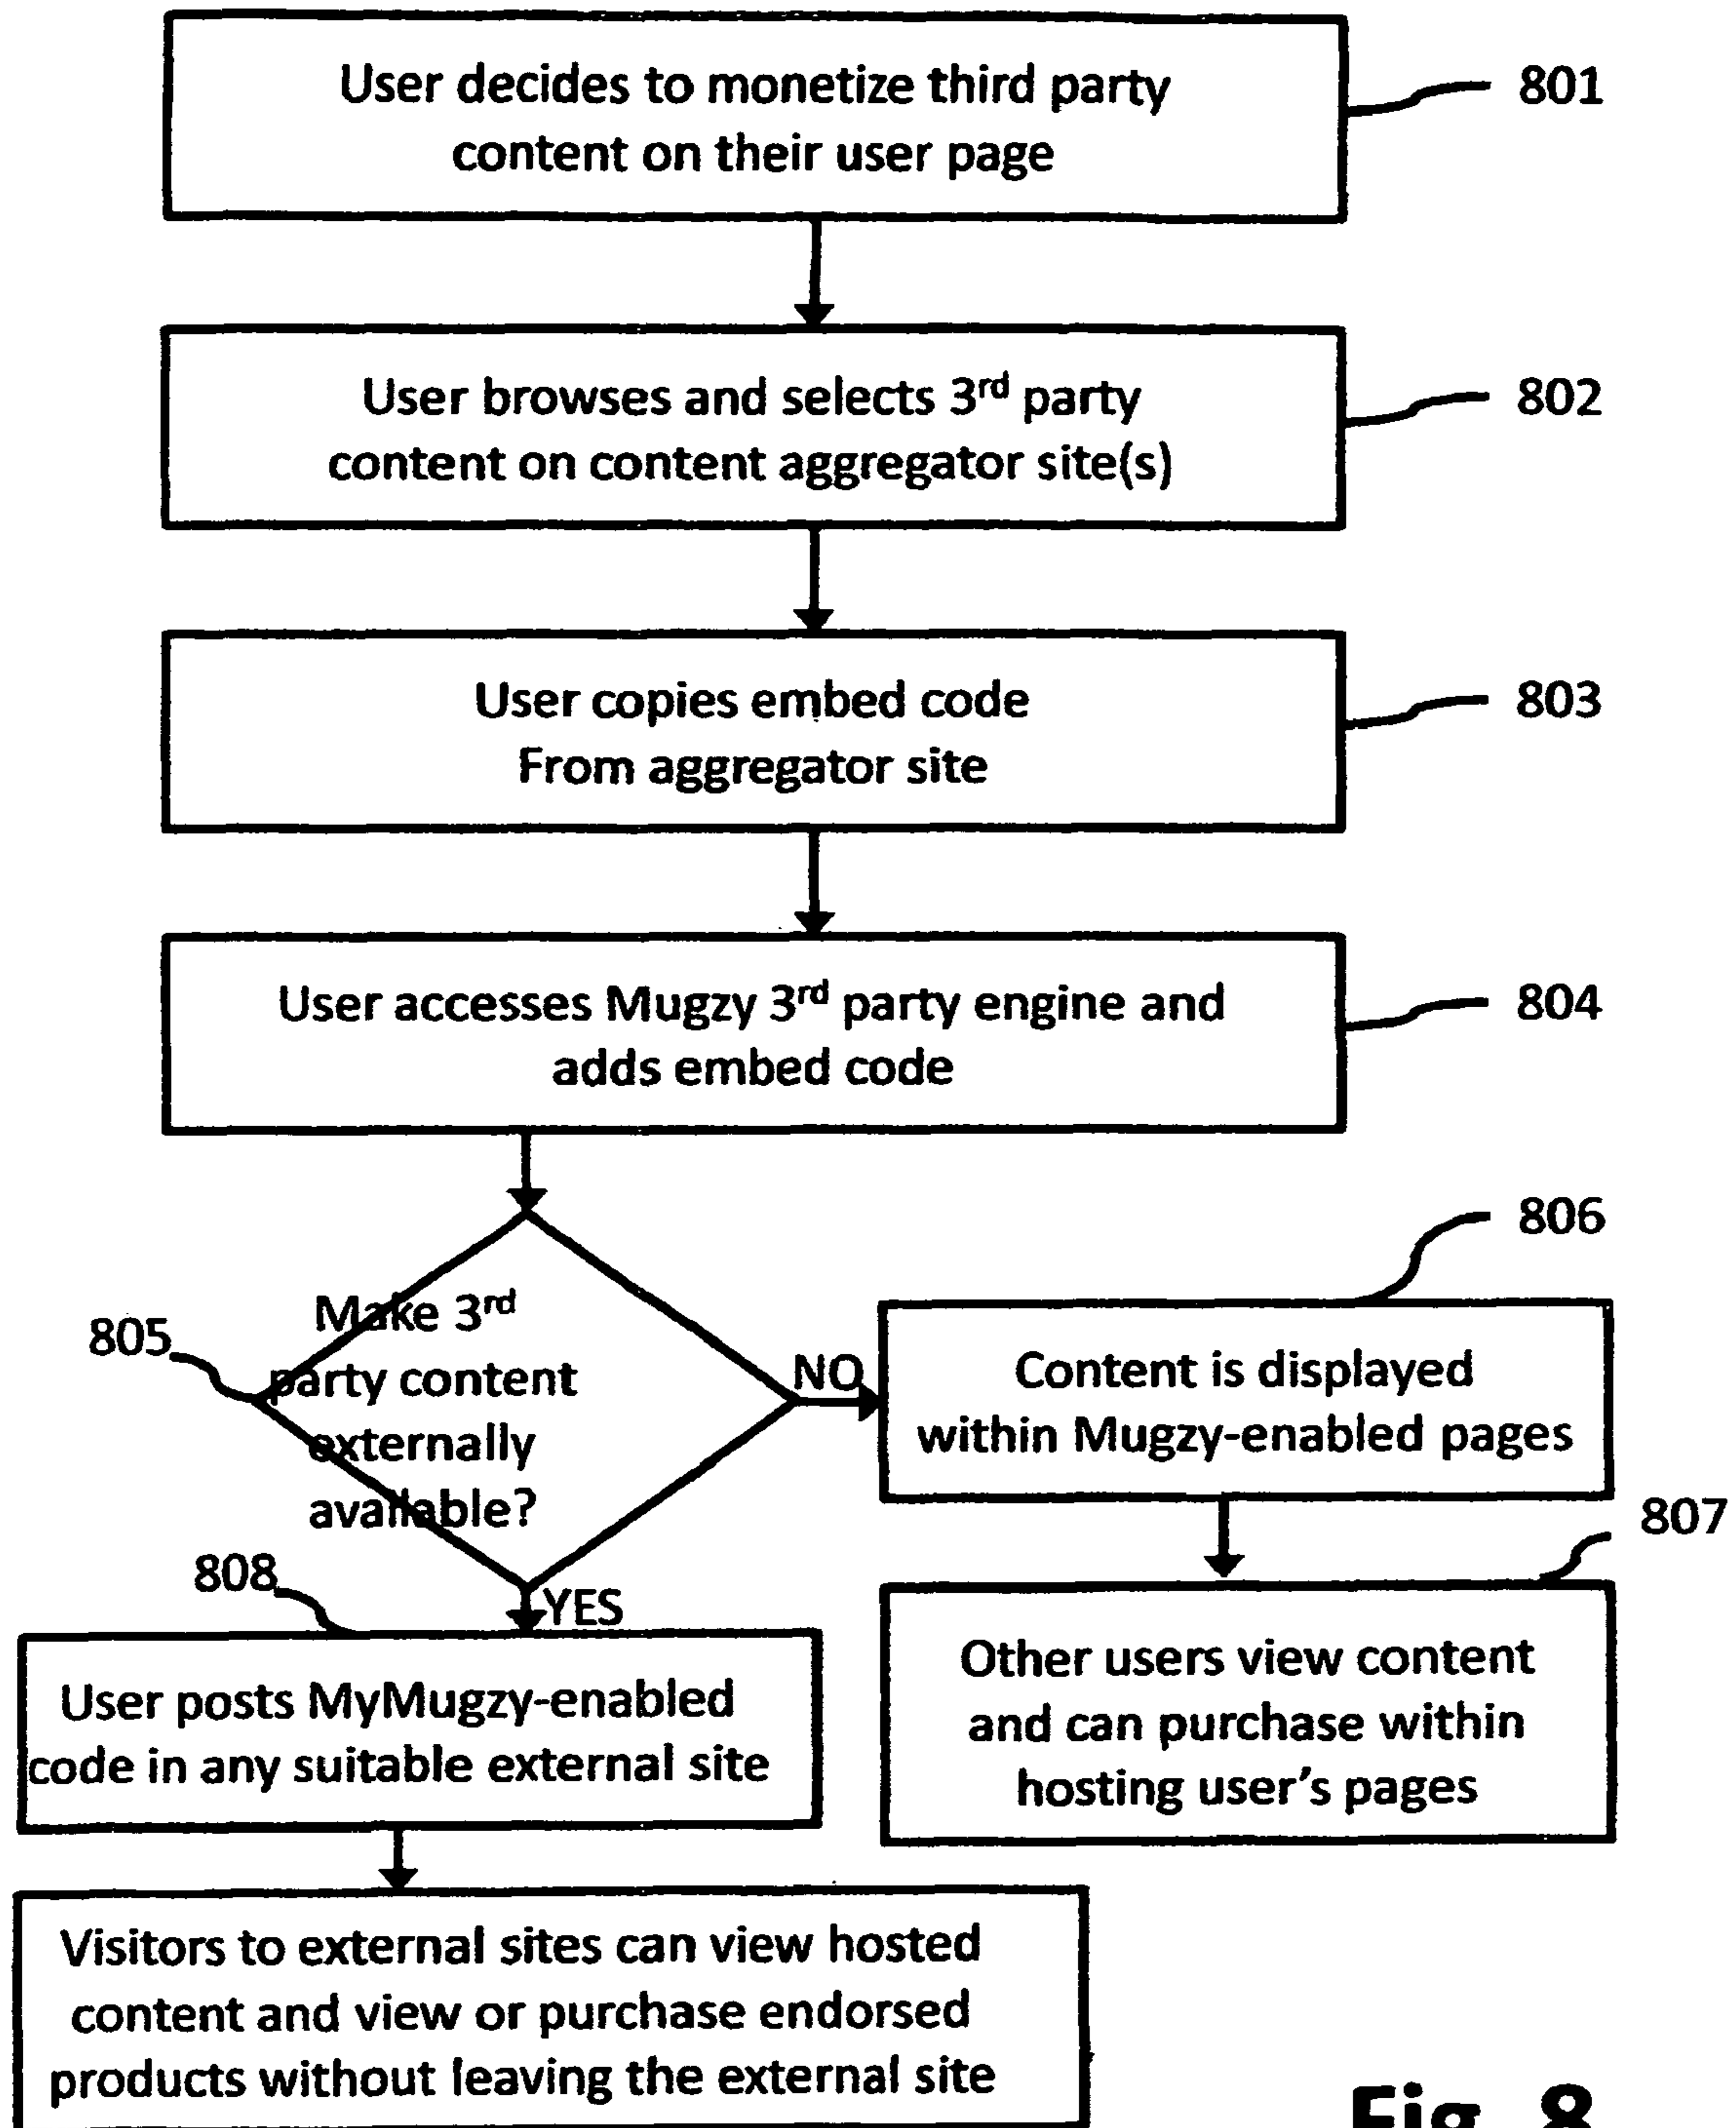 User decides to monetize third party
content on their user page
801
User browses and selects 3rd party
content on content aggregator site(s)
802
User copies embed code
From aggregator site
803
User accesses Mugzy 3rd party engine and
adds embed code
804
805
Make 3rd
party content
externally
available?
NO
806
Content is displayed
within Mugzy-enabled pages
807
Other users view content
and can purchase within
hosting user's pages
YES
808
User posts MyMugzy-enabled
code in any suitable external site
Visitors to external sites can view hosted
content and view or purchase endorsed
products without leaving the external site
Fig. 8